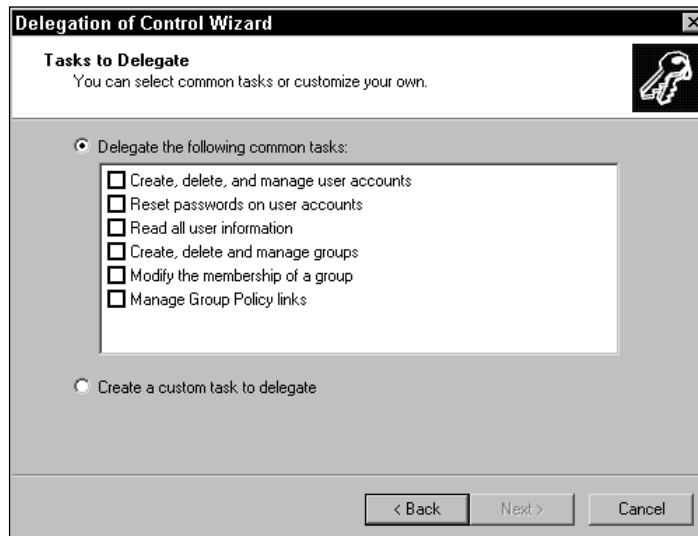 Delegation of Control Wizard
Tasks to Delegate
You can select common tasks or customize your own.
Delegate the following common tasks:
Create, delete, and manage user accounts
Reset passwords on user accounts
Read all user information
Create, delete and manage groups
Modify the membership of a group
Manage Group Policy links
Create a custom task to delegate
< Back
Next >
Cancel